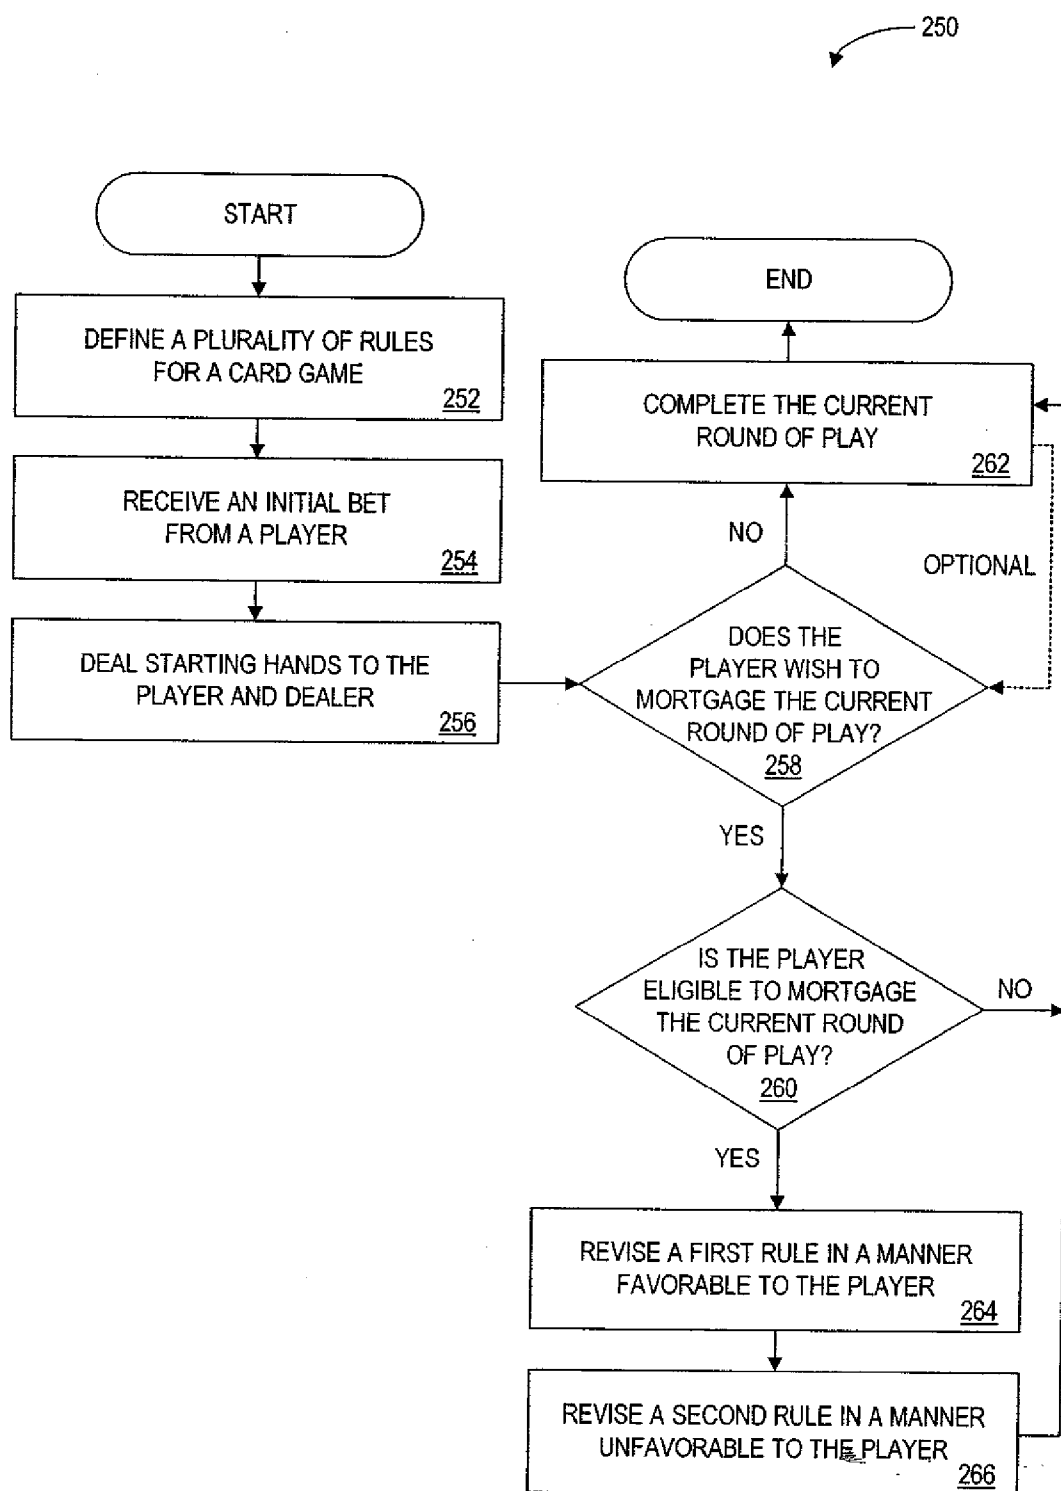 250
START
DEFINE A PLURALITY OF RULES
FOR A CARD GAME
252
RECEIVE AN INITIAL BET
FROM A PLAYER
254
DEAL STARTING HANDS TO THE
PLAYER AND DEALER
256
END
COMPLETE THE CURRENT
ROUND OF PLAY
262
NO
OPTIONAL
DOES THE
PLAYER WISH TO
MORTGAGE THE CURRENT
ROUND OF PLAY?
258
YES
IS THE PLAYER
ELIGIBLE TO MORTGAGE
THE CURRENT ROUND
OF PLAY?
260
NO
YES
REVISE A FIRST RULE IN A MANNER
FAVORABLE TO THE PLAYER
264
REVISE A SECOND RULE IN A MANNER
UNFAVORABLE TO THE PLAYER
266